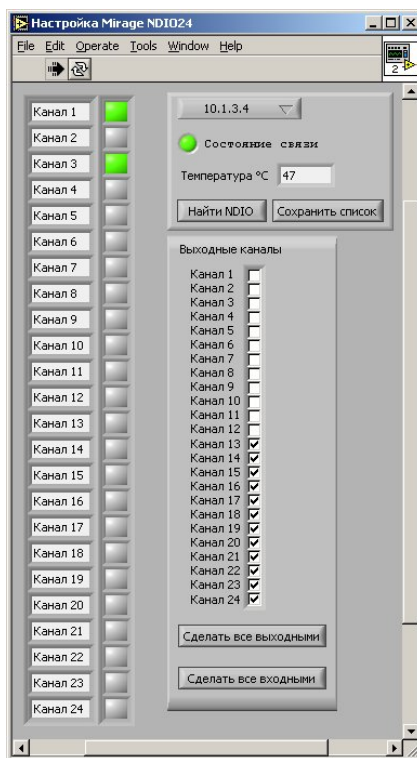 Настройка Mirage NDIO24
File Edit Operate Tools Window Help
2
Канал 1
Канал 2
Канал 3
Канал 4
Канал 5
Канал 6
Канал 7
Канал 8
Канал 9
Канал 10
Канал 11
Канал 12
Канал 13
Канал 14
Канал 15
Канал 16
Канал 17
Канал 18
Канал 19
Канал 20
Канал 21
Канал 22
Канал 23
Канал 24
10.1.3.4
Состояние связи
Температура °C 47
Найти NDIO Сохранить список
Выходные каналы
Канал 1
Канал 2
Канал 3
Канал 4
Канал 5
Канал 6
Канал 7
Канал 8
Канал 9
Канал 10
Канал 11
Канал 12
Канал 13
Канал 14
Канал 15
Канал 16
Канал 17
Канал 18
Канал 19
Канал 20
Канал 21
Канал 22
Канал 23
Канал 24
Сделать все выходными
Сделать все входными